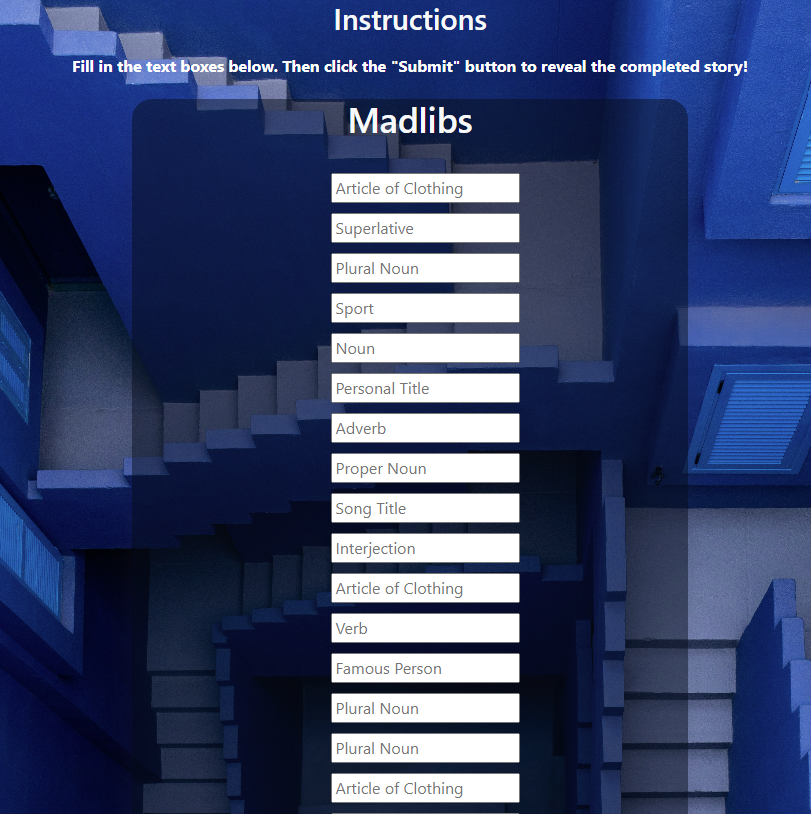 Instructions
Fill in the text boxes below. Then click the "Submit" button to reveal the completed story!
Madlibs
Article of Clothing
Superlative
Plural Noun
Sport
Noun
Personal Title
Adverb
Proper Noun
Song Title
Interjection
Article of Clothing
Verb
Famous Person
Plural Noun
Plural Noun
Article of Clothing